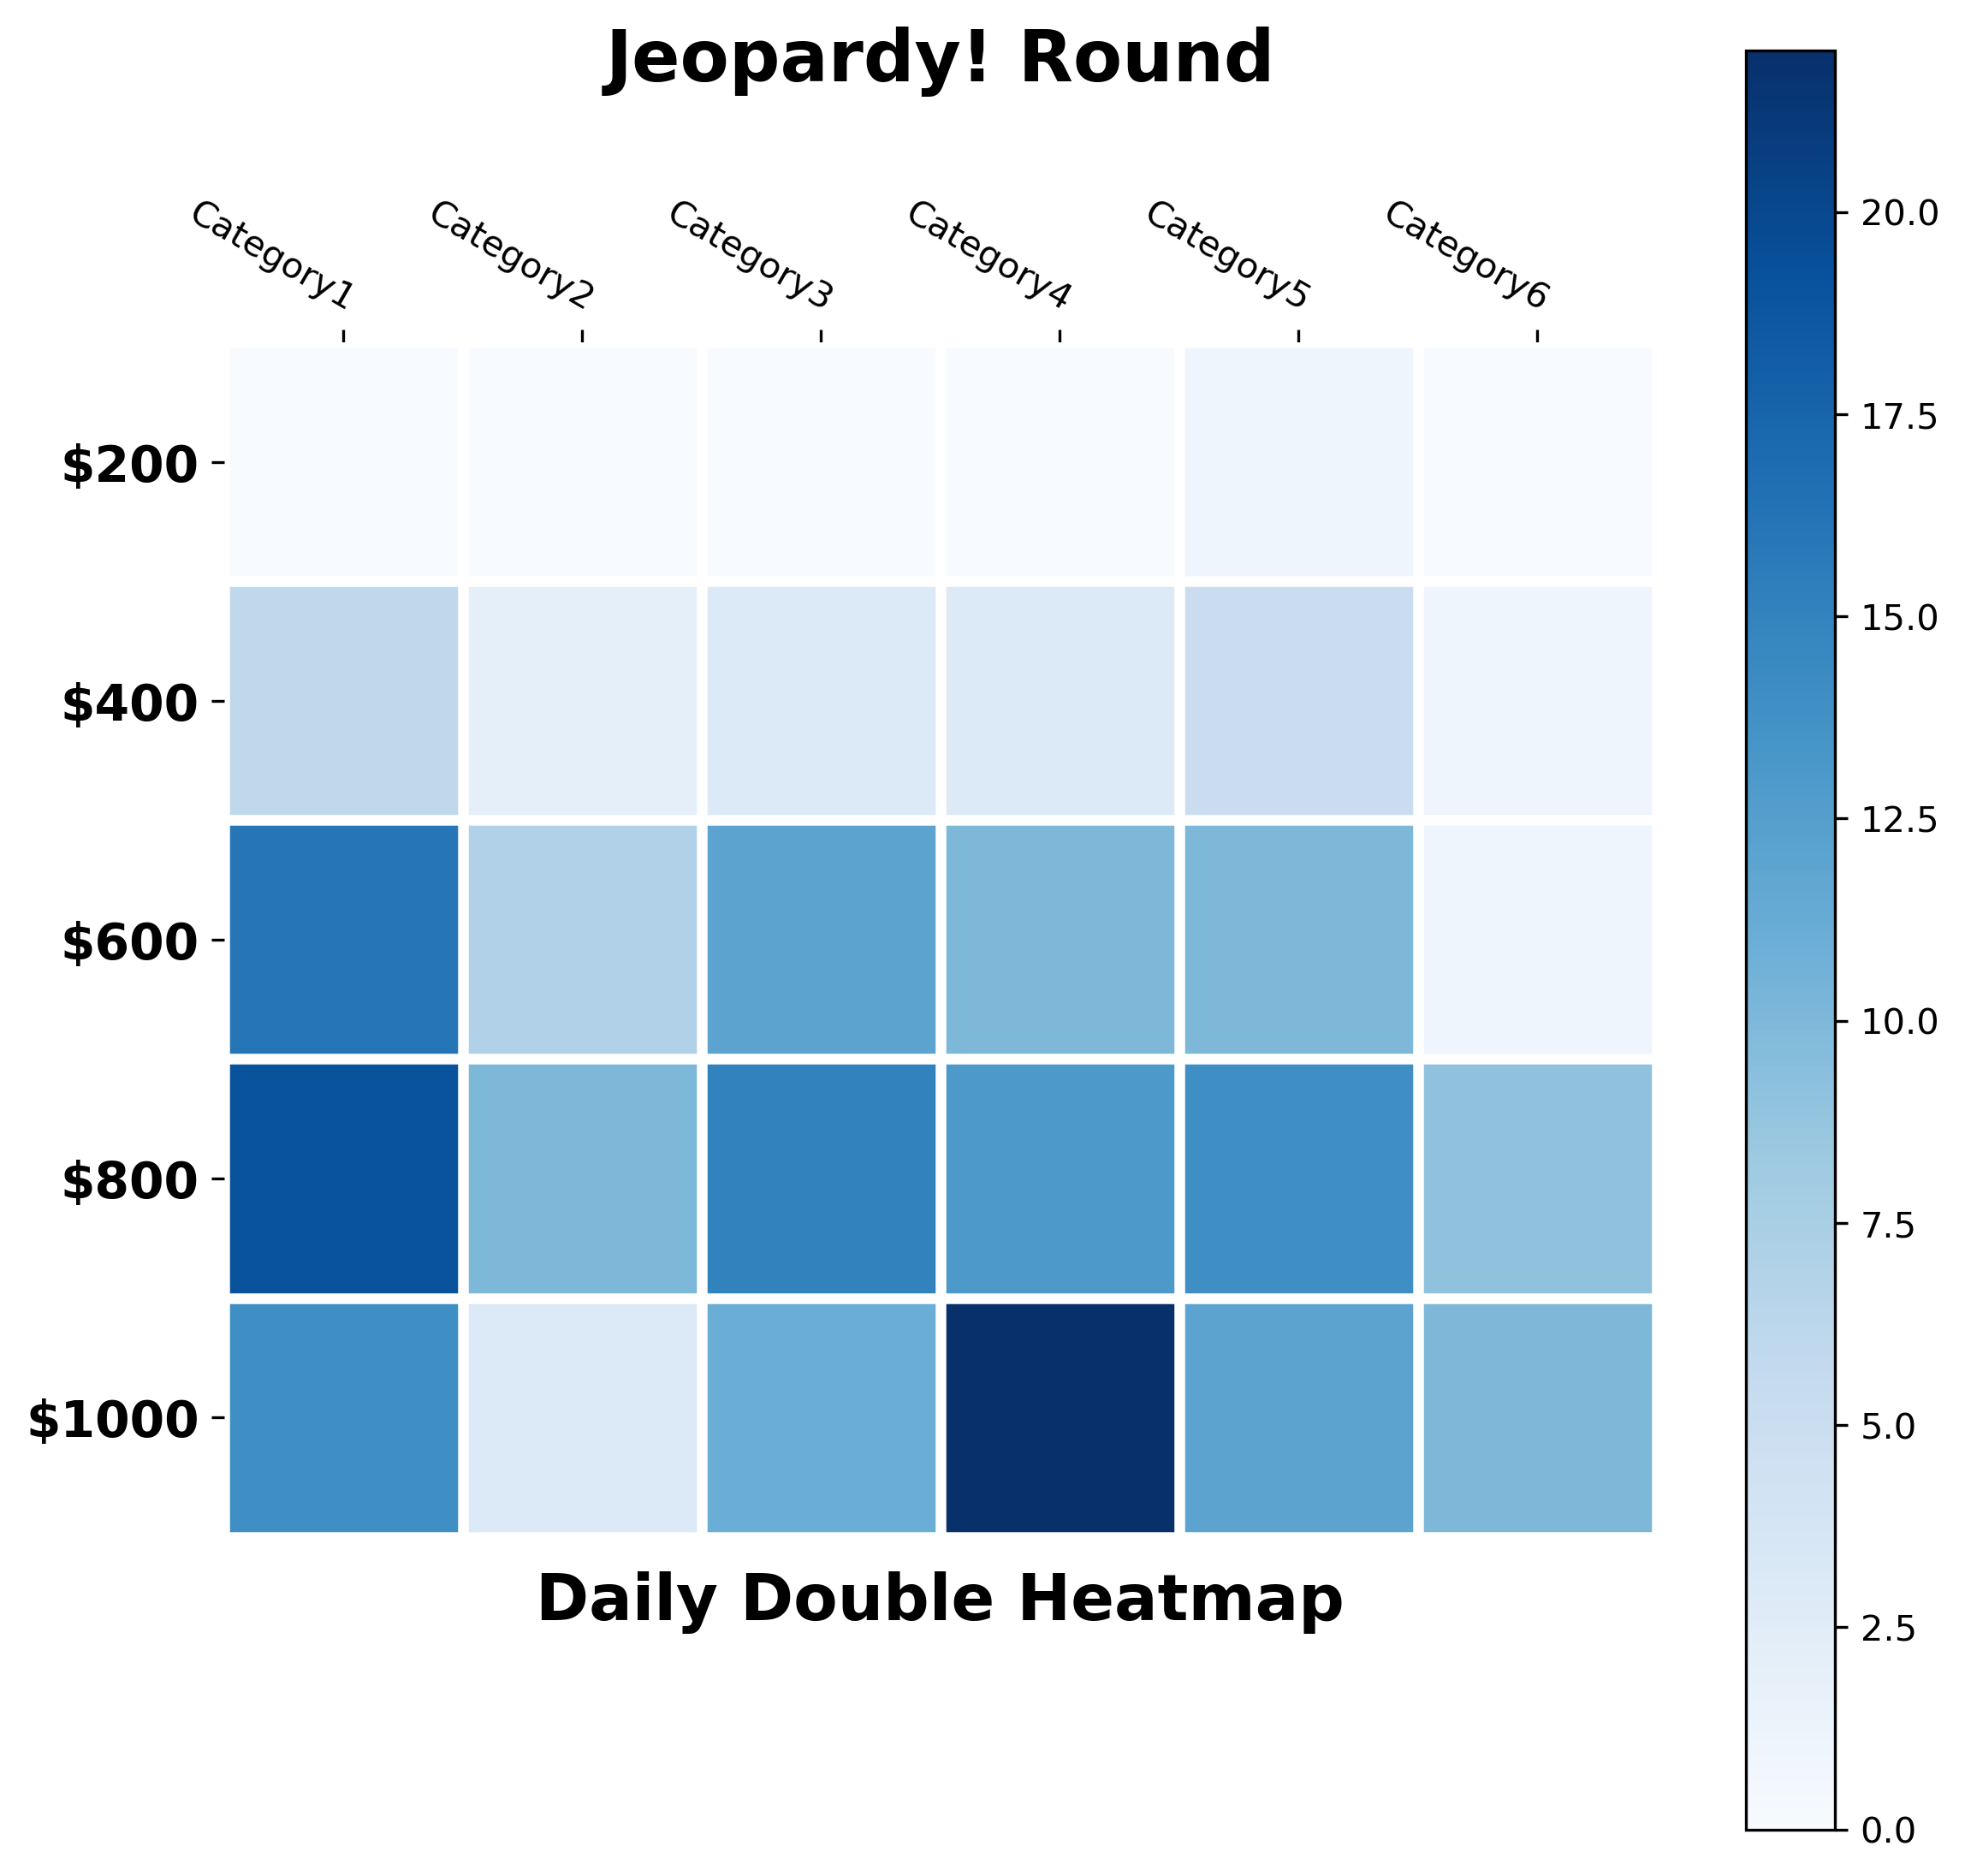 Jeopardy! Round
Category1
Category2
Category3
Category4
Category5
Category6
$200
$400
$600
$800
$1000
Daily Double Heatmap
20.0
17.5
15.0
12.5
10.0
7.5
5.0
2.5
0.0